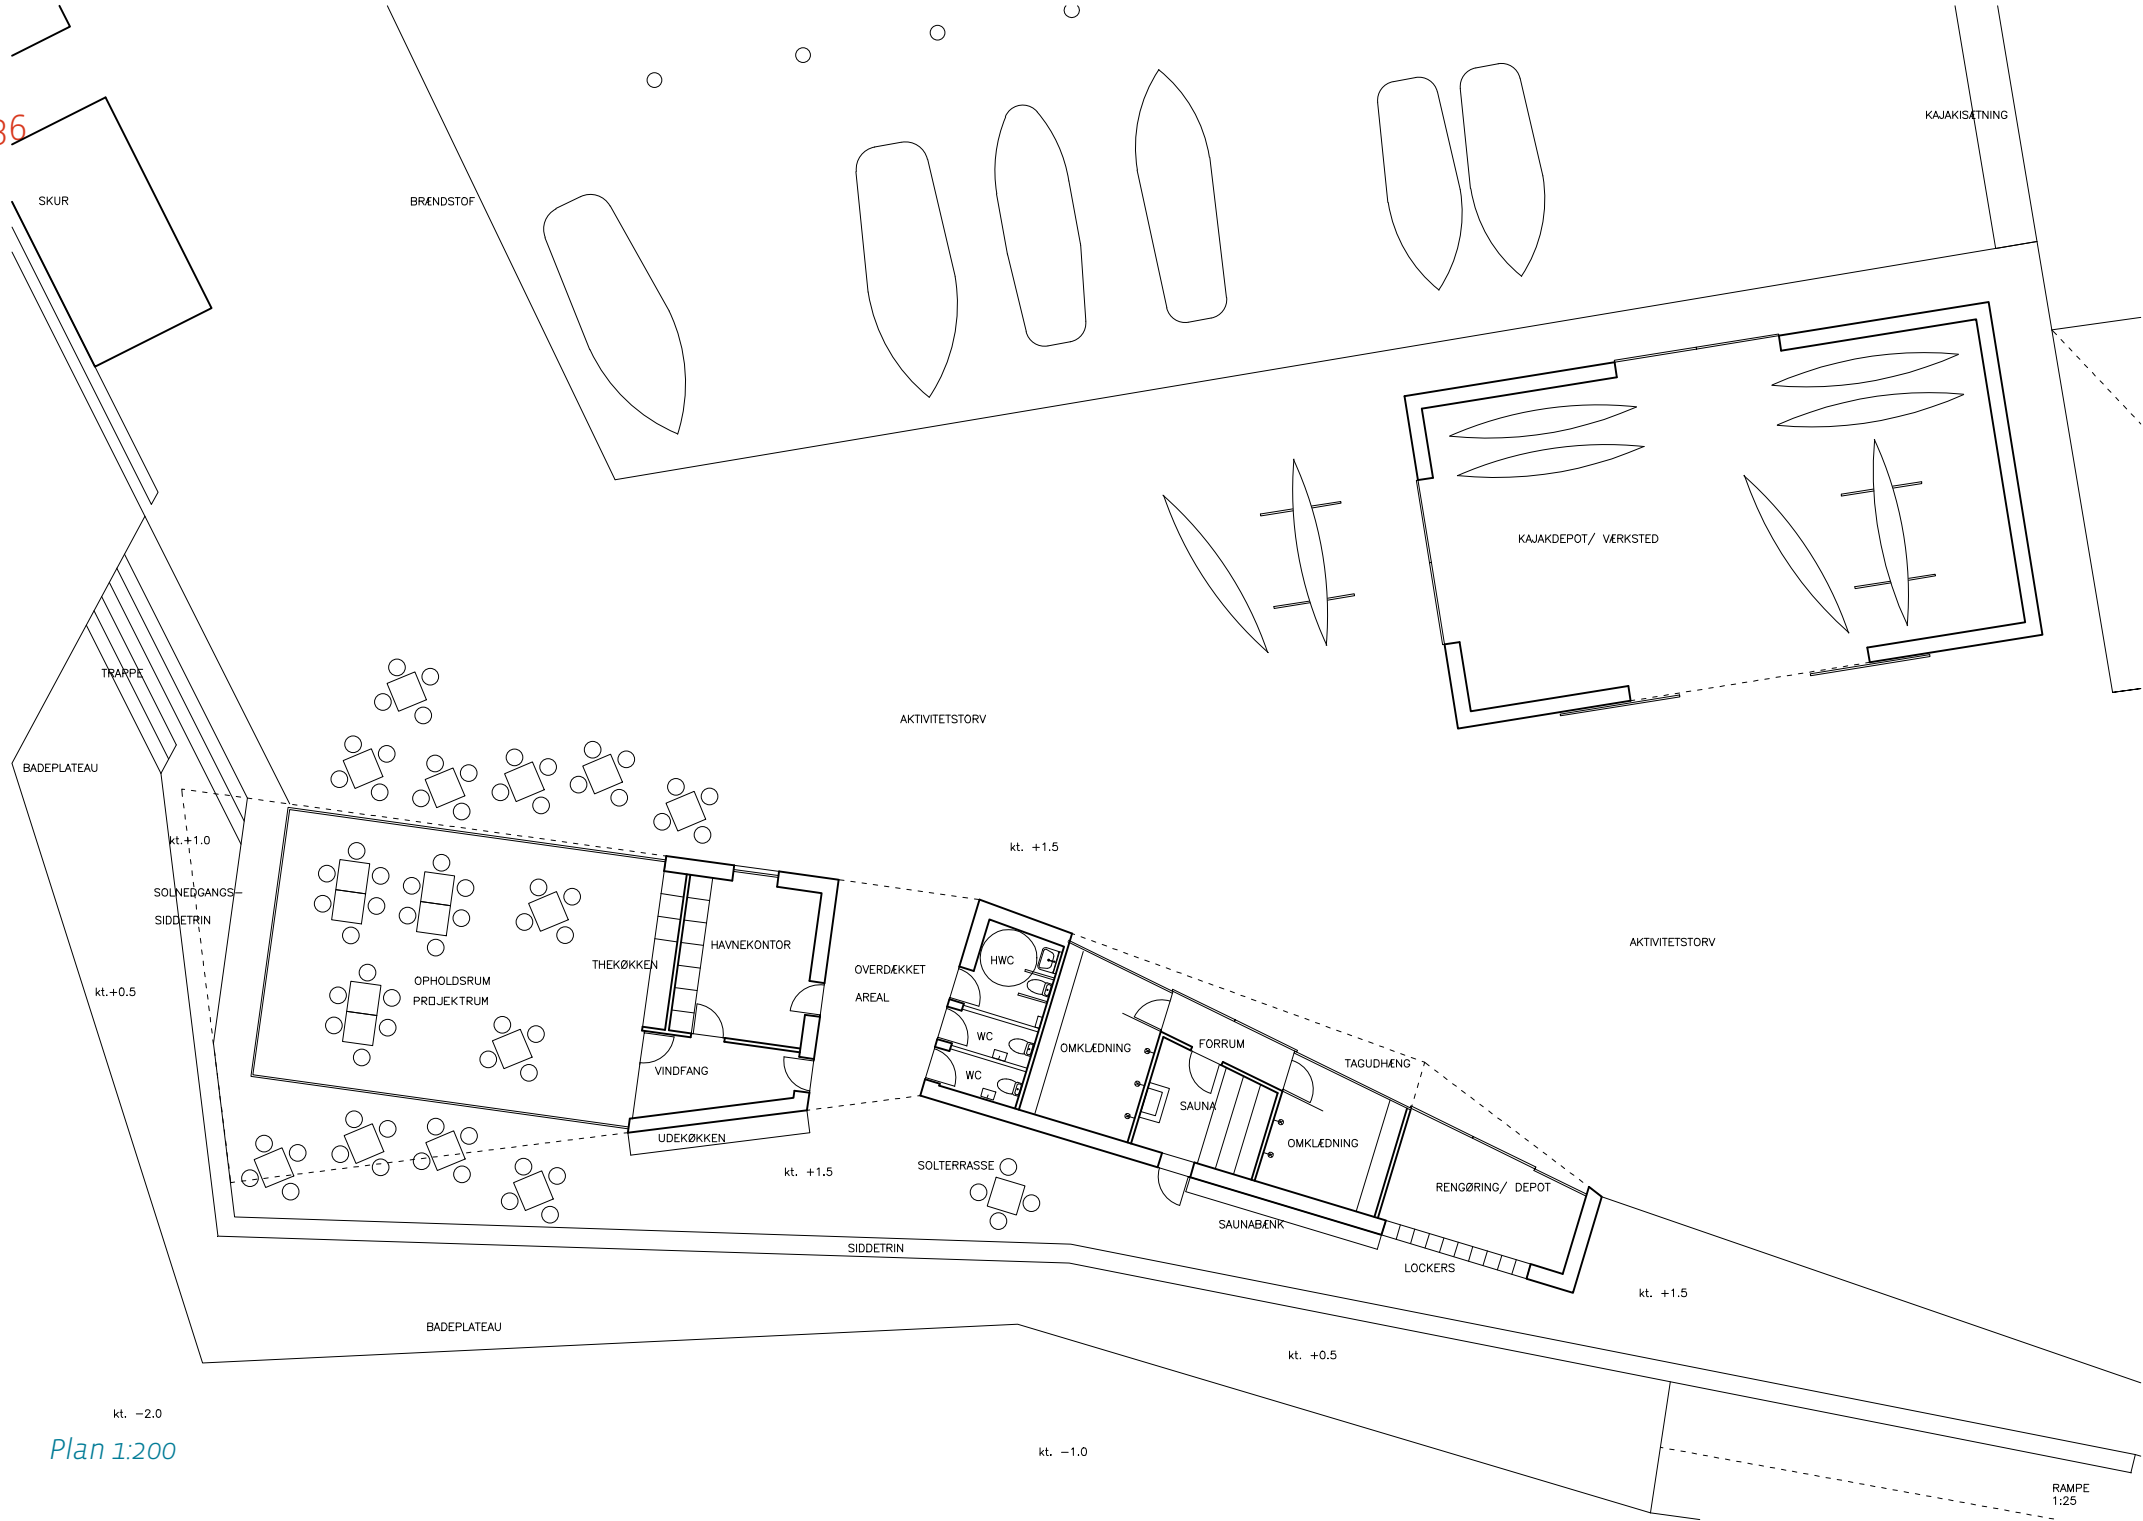 36
KAJAKISÆTNING
SKUR
BRÆNDSTOF
KAJAKDEPOT/ VÆRKSTED
TRAPPE
AKTIVITETSTORV
BADEPLATEAU
kt.+1.0
kt. +1.5
SOLNEDGANGS-
SIDDETRIN
AKTIVITETSTORV
HAVNEKONTOR
THEKØKKEN
OVERDÆKKET
AREAL
HWC
OPHOLDSRUM
PROJEKTRUM
kt.+0.5
WC
OMKLÆDNING
FORRUM
TAGUDHÆNG
VINDFANG
WC
SAUNA
UDEKØKKEN
OMKLÆDNING
SOLTERRASSE
kt. +1.5
RENGØRING/ DEPOT
SAUNABÆNK
SIDDETRIN
LOCKERS
kt. +1.5
BADEPLATEAU
kt. +0.5
kt. -2.0
Plan 1:200
kt. -1.0
RAMPE
1:25